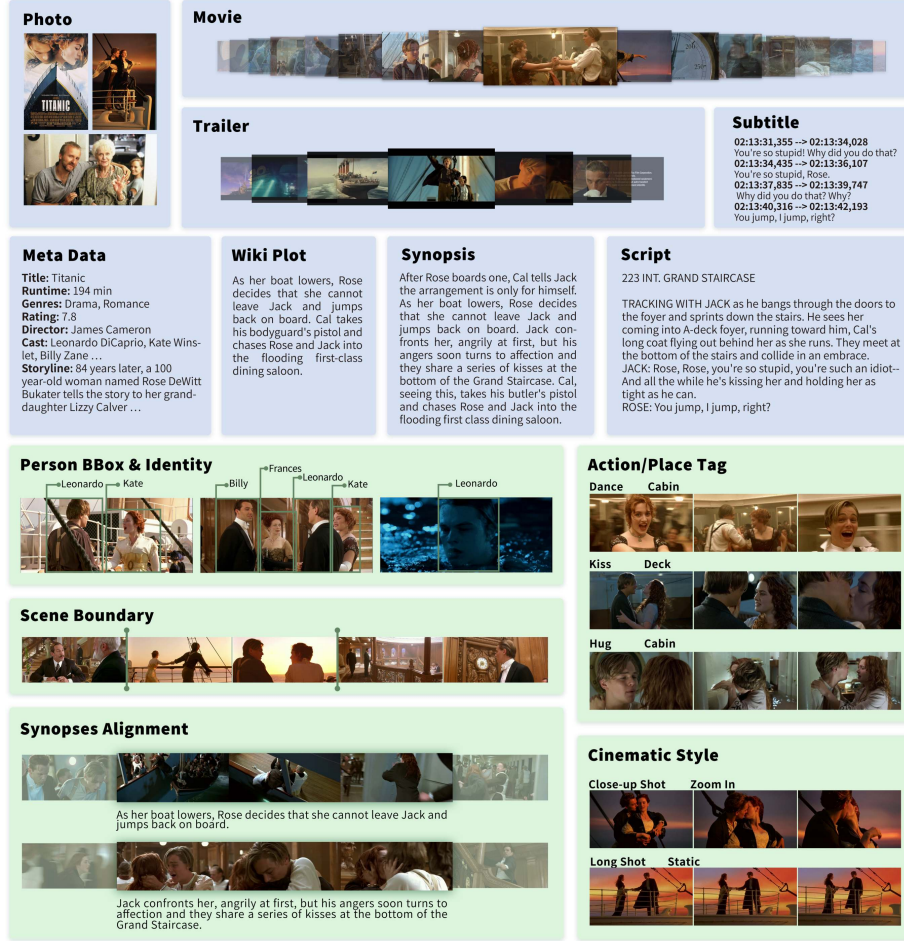 Photo
TITANIC
Movie
Trailer
Subtitle
02:13:31,355 --> 02:13:34,028
You're so stupid! Why did you do that?
02:13:34,435 --> 02:13:36,107
You're so stupid, Rose.
02:13:37,835 --> 02:13:39,747
Why did you do that? Why?
02:13:40,316 --> 02:13:42,193
You jump, I jump, right?
Meta Data
Title: Titanic
Runtime: 194 min
Genres: Drama, Romance
Rating: 7.8
Director: James Cameron
Cast: Leonardo DiCaprio, Kate Wins-
let, Billy Zane ...
Storyline: 84 years later, a 100
year-old woman named Rose DeWitt
Bukater tells the story to her grand-
daughter Lizzy Calver ...
Wiki Plot
As her boat lowers, Rose
decides that she cannot
leave Jack and jumps
back on board. Cal takes
his bodyguard's pistol and
chases Rose and Jack into
the flooding first-class
dining saloon.
Synopsis
After Rose boards one, Cal tells Jack
the arrangement is only for himself.
As her boat lowers, Rose decides
that she cannot leave Jack and
jumps back on board. Jack con-
fronts her, angrily at first, but his
angers soon turns to affection and
they share a series of kisses at the
bottom of the Grand Staircase. Cal,
seeing this, takes his butler's pistol
and chases Rose and Jack into the
flooding first class dining saloon.
Script
223 INT. GRAND STAIRCASE
TRACKING WITH JACK as he bangs through the doors to
the foyer and sprints down the stairs. He sees her
coming into A-deck foyer, running toward him, Cal's
long coat flying out behind her as she runs. They meet at
the bottom of the stairs and collide in an embrace.
JACK: Rose, Rose, you're so stupid, you're such an idiot--
And all the while he's kissing her and holding her as
tight as he can.
ROSE: You jump, I jump, right?
Person BBox & Identity
Leonardo Kate Billy Frances Leonardo Kate Leonardo
Scene Boundary
Synopses Alignment
As her boat lowers, Rose decides that she cannot leave Jack and
jumps back on board.
Jack confronts her, angrily at first, but his angers soon turns to
affection and they share a series of kisses at the bottom of the
Grand Staircase.
Action/Place Tag
Dance Cabin
Kiss Deck
Hug Cabin
Cinematic Style
Close-up Shot Zoom In
Long Shot Static